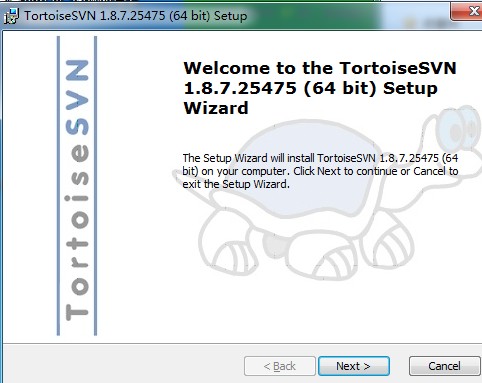 TortoiseSVN 1.8.7.25475 (64 bit) Setup
TortoiseSVN
Welcome to the TortoiseSVN
1.8.7.25475 (64 bit) Setup
Wizard
The Setup Wizard will install TortoiseSVN 1.8.7.25475 (64
bit) on your computer. Click Next to continue or Cancel to
exit the Setup Wizard.
< Back
Next >
Cancel